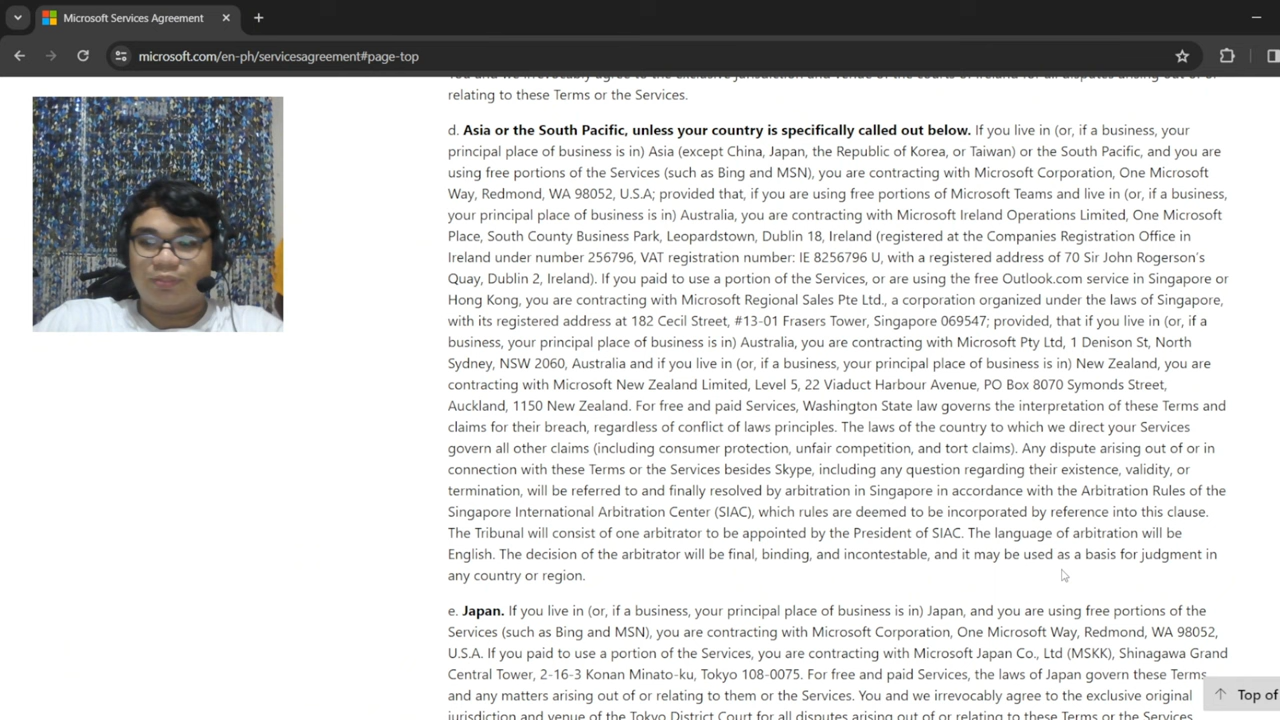 Microsoft Services Agreement
microsoft.com/en-ph/servicesagreement#page-top
relating to these Terms or the Services.
d. Asia or the South Pacific, unless your country is specifically called out below. If you live in (or, if a business, your
principal place of business is in) Asia (except China, Japan, the Republic of Korea, or Taiwan) or the South Pacific, and you are
using free portions of the Services (such as Bing and MSN), you are contracting with Microsoft Corporation, One Microsoft
Way, Redmond, WA 98052, U.S.A; provided that, if you are using free portions of Microsoft Teams and live in (or, if a business,
your principal place of business is in) Australia, you are contracting with Microsoft Ireland Operations Limited, One Microsoft
Place, South County Business Park, Leopardstown, Dublin 18, Ireland (registered at the Companies Registration Office in
Ireland under number 256796, VAT registration number: IE 8256796 U, with a registered address of 70 Sir John Rogerson's
Quay, Dublin 2, Ireland). If you paid to use a portion of the Services, or are using the free Outlook.com service in Singapore or
Hong Kong, you are contracting with Microsoft Regional Sales Pte Ltd., a corporation organized under the laws of Singapore,
with its registered address at 182 Cecil Street, #13-01 Frasers Tower, Singapore 069547; provided, that if you live in (or, if a
business, your principal place of business is in) Australia, you are contracting with Microsoft Pty Ltd, 1 Denison St, North
Sydney, NSW 2060, Australia and if you live in (or, if a business, your principal place of business is in) New Zealand, you are
contracting with Microsoft New Zealand Limited, Level 5, 22 Viaduct Harbour Avenue, PO Box 8070 Symonds Street,
Auckland, 1150 New Zealand. For free and paid Services, Washington State law governs the interpretation of these Terms and
claims for their breach, regardless of conflict of laws principles. The laws of the country to which we direct your Services
govern all other claims (including consumer protection, unfair competition, and tort claims). Any dispute arising out of or in
connection with these Terms or the Services besides Skype, including any question regarding their existence, validity, or
termination, will be referred to and finally resolved by arbitration in Singapore in accordance with the Arbitration Rules of the
Singapore International Arbitration Center (SIAC), which rules are deemed to be incorporated by reference into this clause.
The Tribunal will consist of one arbitrator to be appointed by the President of SIAC. The language of arbitration will be
English. The decision of the arbitrator will be final, binding, and incontestable, and it may be used as a basis for judgment in
any country or region.
e. Japan. If you live in (or, if a business, your principal place of business is in) Japan, and you are using free portions of the
Services (such as Bing and MSN), you are contracting with Microsoft Corporation, One Microsoft Way, Redmond, WA 98052,
U.S.A. If you paid to use a portion of the Services, you are contracting with Microsoft Japan Co., Ltd (MSKK), Shinagawa Grand
Central Tower, 2-16-3 Konan Minato-ku, Tokyo 108-0075. For free and paid Services, the laws of Japan govern these Terms
and any matters arising out of or relating to them or the Services. You and we irrevocably agree to the exclusive original
jurisdiction and venue of the Tokyo District Court for all disputes arising out of or relating to these Terms or the Services
Top of